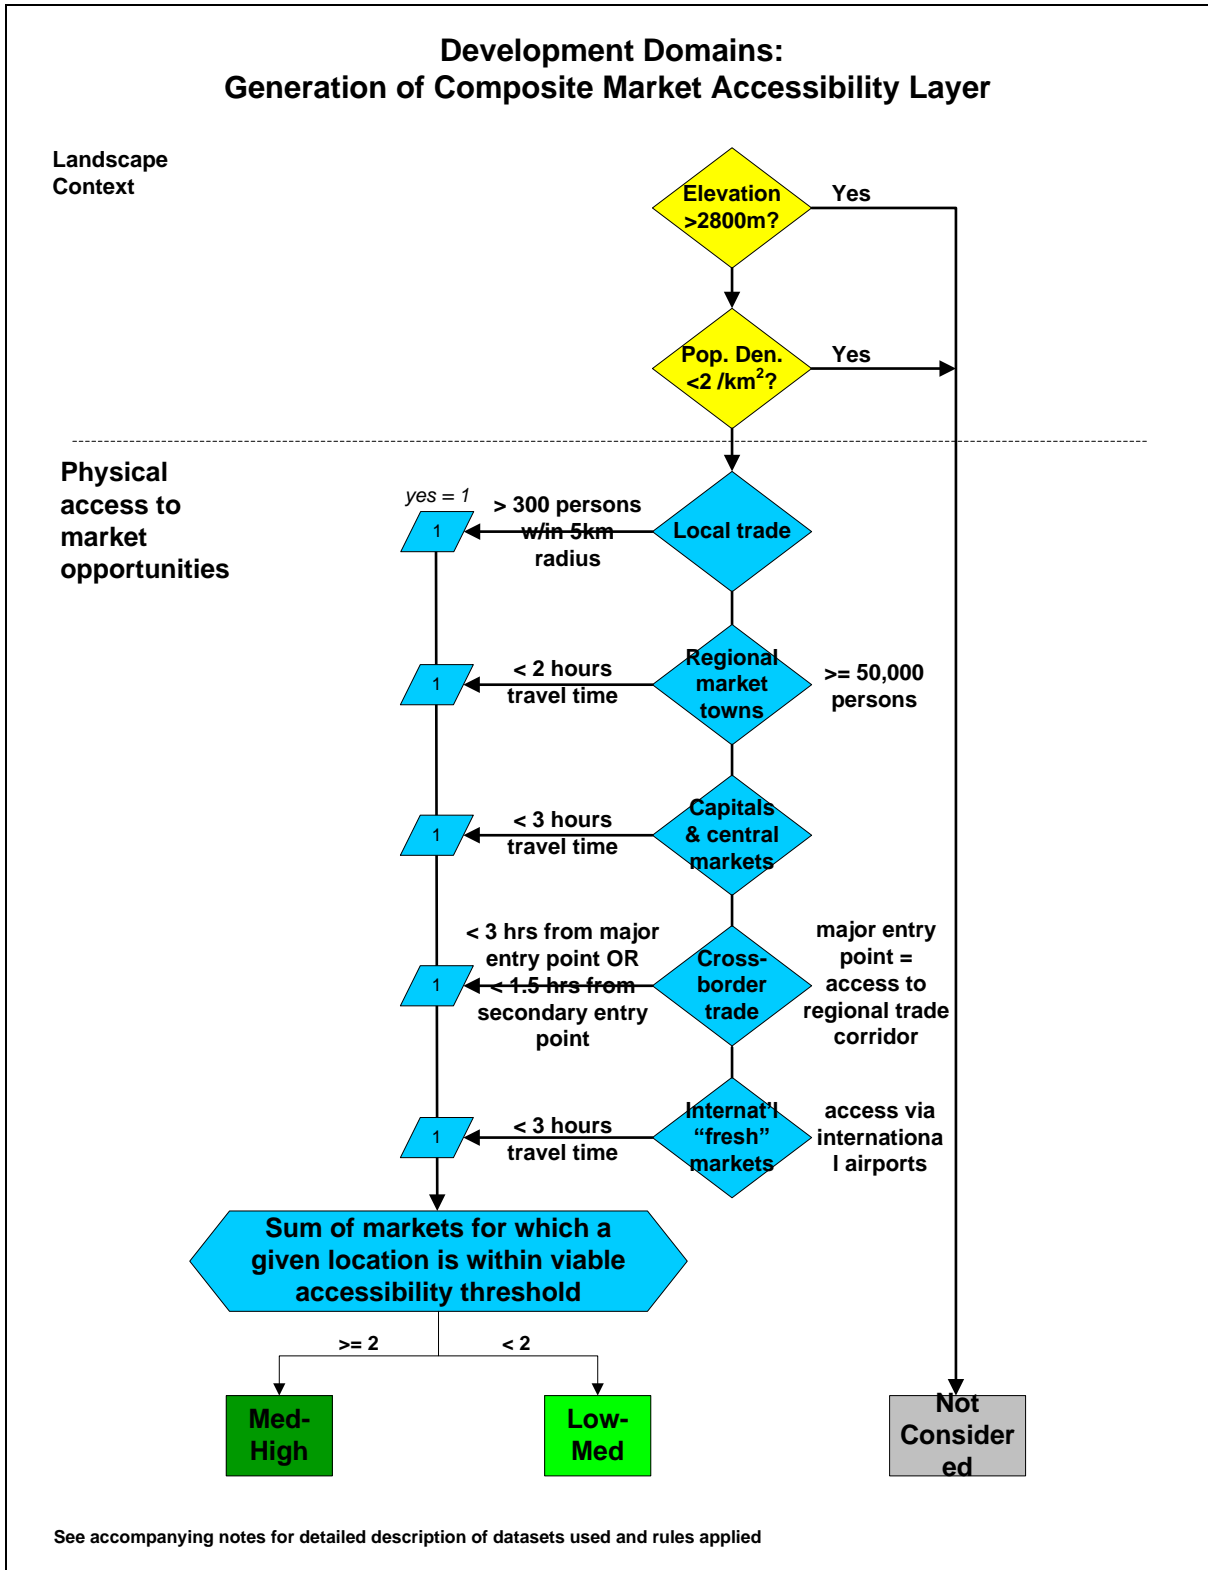 Development Domains:
Generation of Composite Market Accessibility Layer
Landscape
Context
Elevation
>2800m?
Yes
Pop. Den.
<2 /km²?
Yes
Physical
access to
market
opportunities
yes = 1
1
> 300 persons
w/in 5km
radius
Local trade
1
< 2 hours
travel time
Regional
market
towns
>= 50,000
persons
1
< 3 hours
travel time
Capitals
& central
markets
1
< 3 hrs from major
entry point OR
< 1.5 hrs from
secondary entry
point
Cross-
border
trade
major entry
point =
access to
regional trade
corridor
1
< 3 hours
travel time
Internat'l
“fresh”
markets
access via
internationa
l airports
Sum of markets for which a
given location is within viable
accessibility threshold
>= 2
< 2
Med-
High
Low-
Med
Not
Consider
ed
See accompanying notes for detailed description of datasets used and rules applied